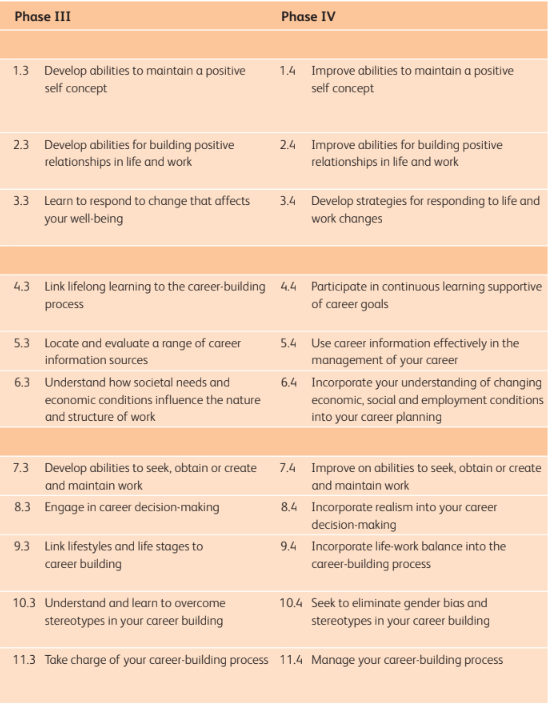 Phase III Phase IV
1.3 Develop abilities to maintain a positive 1.4 Improve abilities to maintain a positive
self concept self concept
2.3 Develop abilities for building positive 2.4 Improve abilities for building positive
relationships in life and work relationships in life and work
3.3 Learn to respond to change that affects 3.4 Develop strategies for responding to life and
your well-being work changes
4.3 Link lifelong learning to the career-building 4.4 Participate in continuous learning supportive
process of career goals
5.3 Locate and evaluate a range of career 5.4 Use career information effectively in the
information sources management of your career
6.3 Understand how societal needs and 6.4 Incorporate your understanding of changing
economic conditions influence the nature economic, social and employment conditions
and structure of work into your career planning
7.3 Develop abilities to seek, obtain or create 7.4 Improve on abilities to seek, obtain or create
and maintain work and maintain work
8.3 Engage in career decision-making 8.4 Incorporate realism into your career
decision-making
9.3 Link lifestyles and life stages to 9.4 Incorporate life-work balance into the
career building career-building process
10.3 Understand and learn to overcome 10.4 Seek to eliminate gender bias and
stereotypes in your career building stereotypes in your career building
11.3 Take charge of your career-building process 11.4 Manage your career-building process